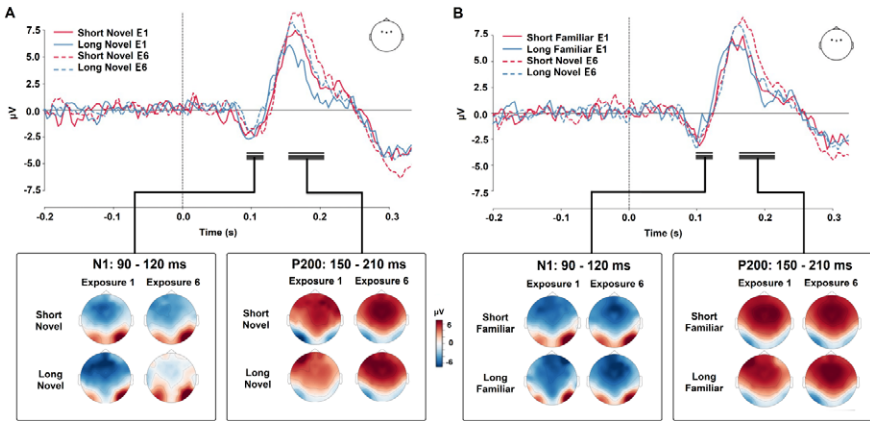 A
Short Novel E1
Long Novel E1
Short Novel E6
Long Novel E6
7.5
5.0
2.5
0.0
-2.5
-5.0
-7.5
μV
-0.2
-0.1
0.0
0.1
0.2
0.3
Time (s)
N1: 90 - 120 ms
Exposure 1 Exposure 6
Short Novel
Long Novel
P200: 150 - 210 ms
Exposure 1 Exposure 6
Short Novel
Long Novel
μV
6
-6
B
Short Familiar E1
Long Familiar E1
Short Novel E6
Long Novel E6
7.5
5.0
2.5
0.0
-2.5
-5.0
-7.5
μV
-0.2
-0.1
0.0
0.1
0.2
0.3
Time (s)
N1: 90 - 120 ms
Exposure 1 Exposure 6
Short Familiar
Long Familiar
P200: 150 - 210 ms
Exposure 1 Exposure 6
Short Familiar
Long Familiar